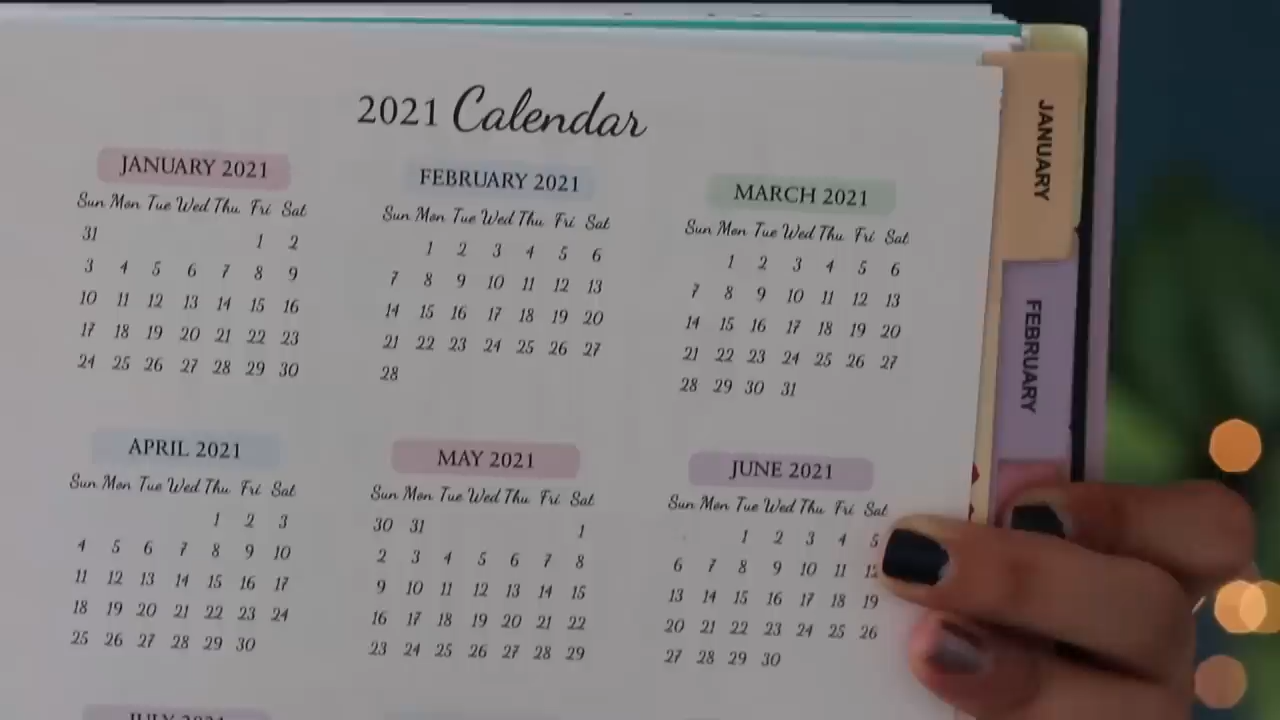 2021 Calendar
JANUARY 2021
Sun Mon Tue Wed Thu Fri Sat
31 1 2
3 4 5 6 7 8 9
10 11 12 13 14 15 16
17 18 19 20 21 22 23
24 25 26 27 28 29 30
FEBRUARY 2021
Sun Mon Tue Wed Thu Fri Sat
1 2 3 4 5 6
7 8 9 10 11 12 13
14 15 16 17 18 19 20
21 22 23 24 25 26 27
28
MARCH 2021
Sun Mon Tue Wed Thu Fri Sat
1 2 3 4 5 6
7 8 9 10 11 12 13
14 15 16 17 18 19 20
21 22 23 24 25 26 27
28 29 30 31
APRIL 2021
Sun Mon Tue Wed Thu Fri Sat
1 2 3
4 5 6 7 8 9 10
11 12 13 14 15 16 17
18 19 20 21 22 23 24
25 26 27 28 29 30
MAY 2021
Sun Mon Tue Wed Thu Fri Sat
30 31 1
2 3 4 5 6 7 8
9 10 11 12 13 14 15
16 17 18 19 20 21 22
23 24 25 26 27 28 29
JUNE 2021
Sun Mon Tue Wed Thu Fri Sat
1 2 3 4 5
6 7 8 9 10 11 12
13 14 15 16 17 18 19
20 21 22 23 24 25 26
27 28 29 30
JULY 2021
JANUARY
FEBRUARY